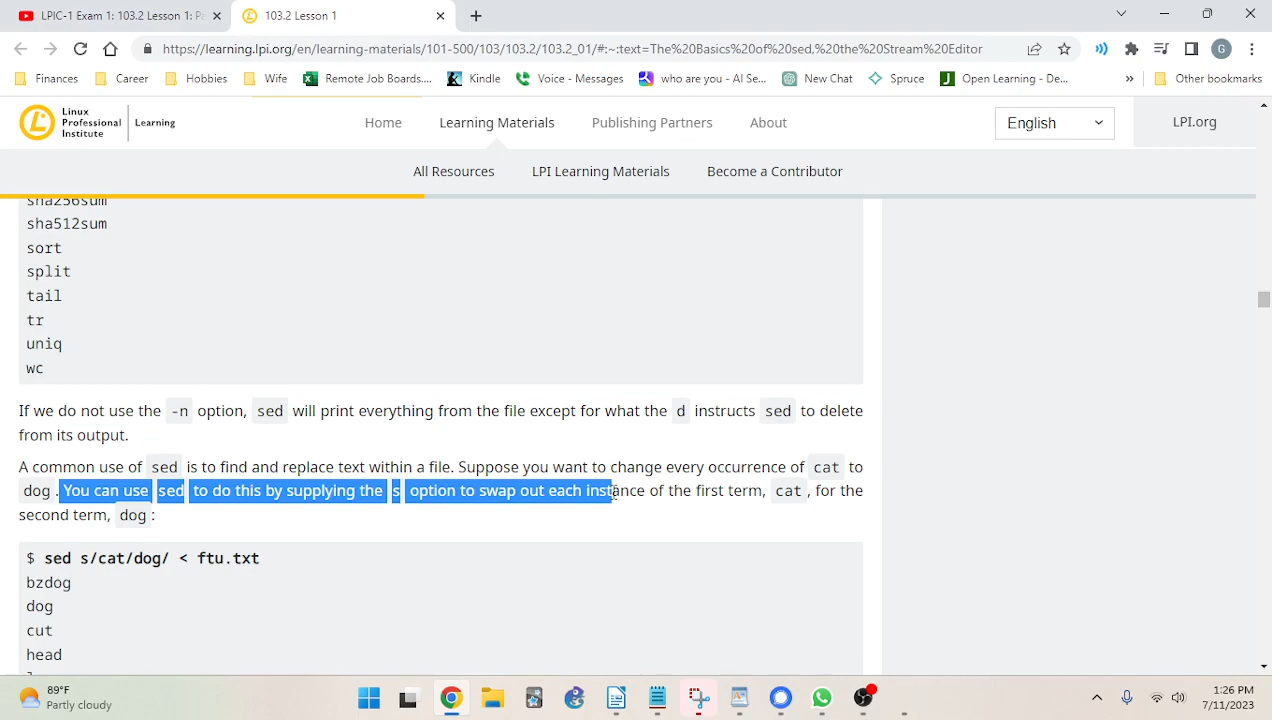 LPIC-1 Exam 1: 103.2 Lesson 1: Pa
103.2 Lesson 1
https://learning.lpi.org/en/learning-materials/101-500/103/103.2/103.2_01/#:~:text=The%20Basics%20of%20sed,%20the%20Stream%20Editor
G
Finances
Career
Hobbies
Wife
Remote Job Boards....
Kindle
Voice - Messages
who are you - AI Se...
New Chat
Spruce
Open Learning - De...
»
Other bookmarks
Linux
Professional
Institute
Learning
Home
Learning Materials
Publishing Partners
About
English
LPI.org
All Resources
LPI Learning Materials
Become a Contributor
sha256sum
sha512sum
sort
split
tail
tr
uniq
wc
If we do not use the -n option, sed will print everything from the file except for what the d instructs sed to delete
from its output.
A common use of sed is to find and replace text within a file. Suppose you want to change every occurrence of cat to
dog . You can use sed to do this by supplying the s option to swap out each instance of the first term, cat , for the
second term, dog :
$ sed s/cat/dog/ < ftu.txt
bzdog
dog
cut
head
89°F
Partly cloudy
1:26 PM
7/11/2023